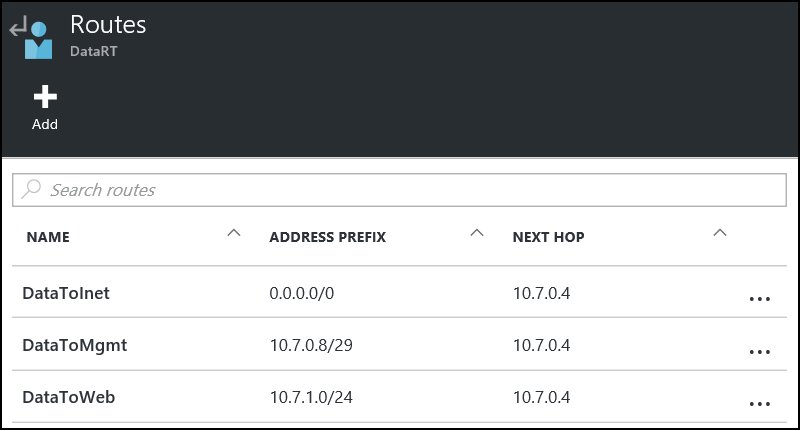 Routes
DataRT
Add
Search routes
NAME ADDRESS PREFIX NEXT HOP
DataToInet 0.0.0.0/0 10.7.0.4 ...
DataToMgmt 10.7.0.8/29 10.7.0.4 ...
DataToWeb 10.7.1.0/24 10.7.0.4 ...